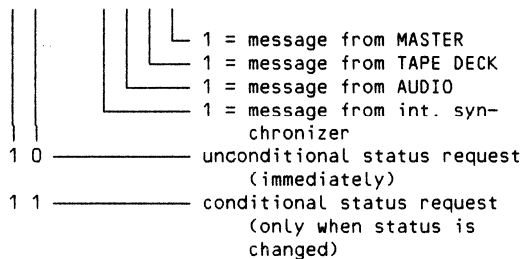 1 = message from MASTER
1 = message from TAPE DECK
1 = message from AUDIO
1 = message from int. syn-
chronizer
1 0 unconditional status request
(immediately)
1 1 conditional status request
(only when status is
changed)